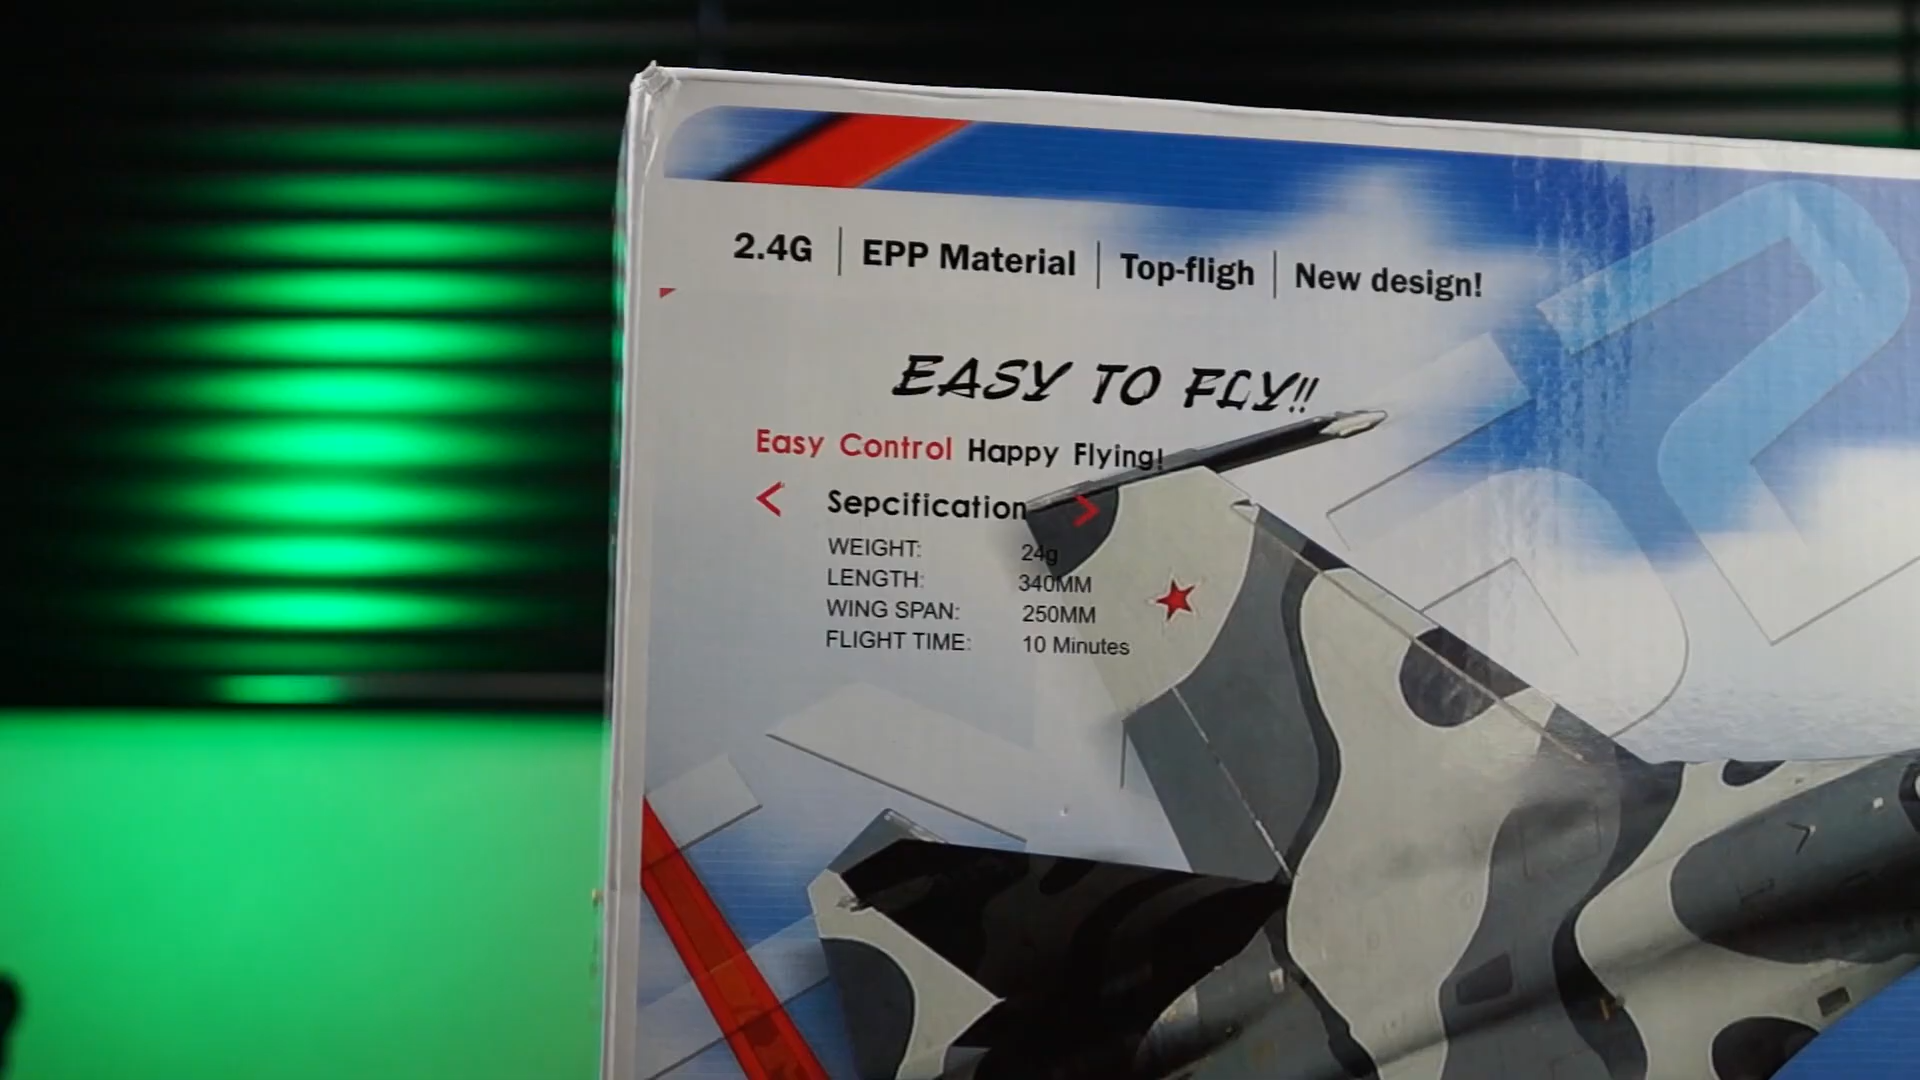 2.4G | EPP Material | Top-fligh | New design!
EASY TO FLY!!
Easy Control Happy Flying!
< Sepcification >
WEIGHT: 24g
LENGTH: 340MM
WING SPAN: 250MM
FLIGHT TIME: 10 Minutes